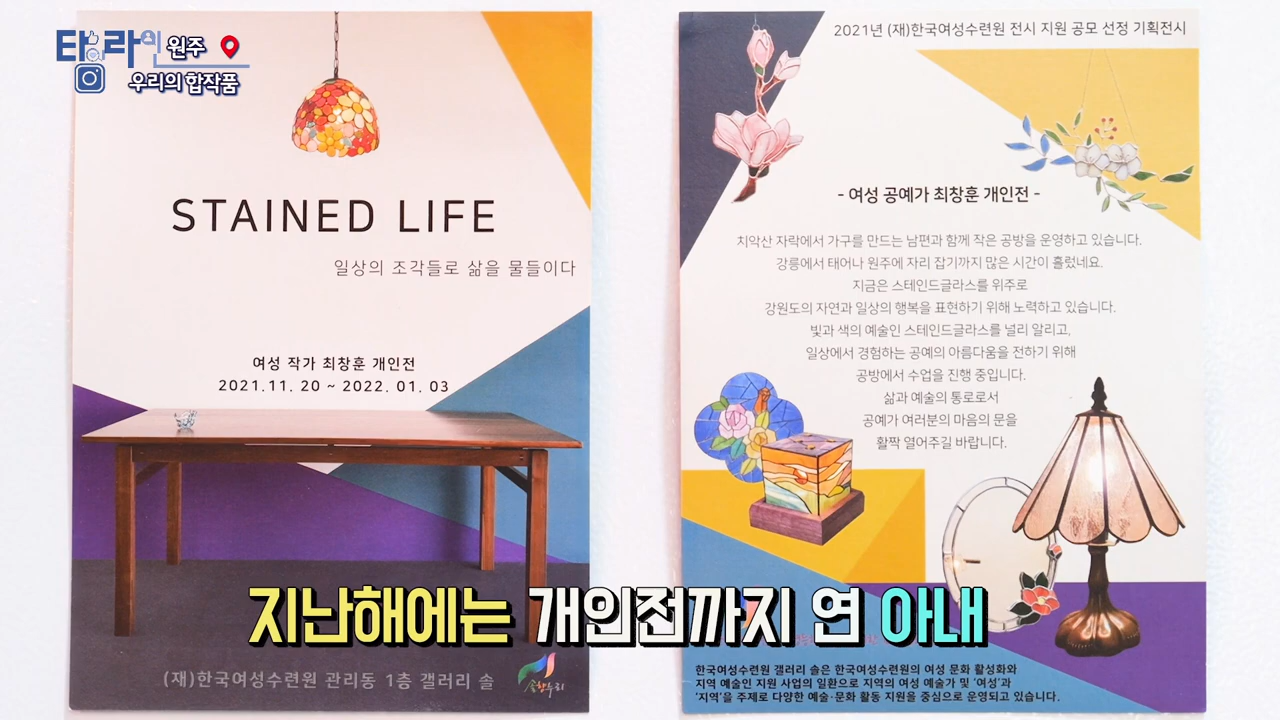 타라의 원주
우리의 합작품
STAINED LIFE
일상의 조각들로 삶을 물들이다
여성 작가 최창훈 개인전
2021.11. 20 ~ 2022. 01. 03
(재)한국여성수련원 관리동 1층 갤러리 솔
2021년 (재)한국여성수련원 전시 지원 공모 선정 기획전시
- 여성 공예가 최창훈 개인전 -
치악산 자락에서 가구를 만드는 남편과 함께 작은 공방을 운영하고 있습니다.
강릉에서 태어나 원주에 자리 잡기까지 많은 시간이 흘렀네요.
지금은 스테인드글라스를 위주로
강원도의 자연과 일상의 행복을 표현하기 위해 노력하고 있습니다.
빛과 색의 예술인 스테인드글라스를 널리 알리고,
일상에서 경험하는 공예의 아름다움을 전하기 위해
공방에서 수업을 진행 중입니다.
삶과 예술의 통로로서
공예가 여러분의 마음의 문을
활짝 열어주길 바랍니다.
한국여성수련원 갤러리 솔은 한국여성수련원의 여성 문화 활성화와
지역 예술인 지원 사업의 일환으로 지역의 여성 예술가 및 '여성'과
'지역'을 주제로 다양한 예술·문화 활동 지원을 중심으로 운영되고 있습니다.
지난해에는 개인전까지 연 아내